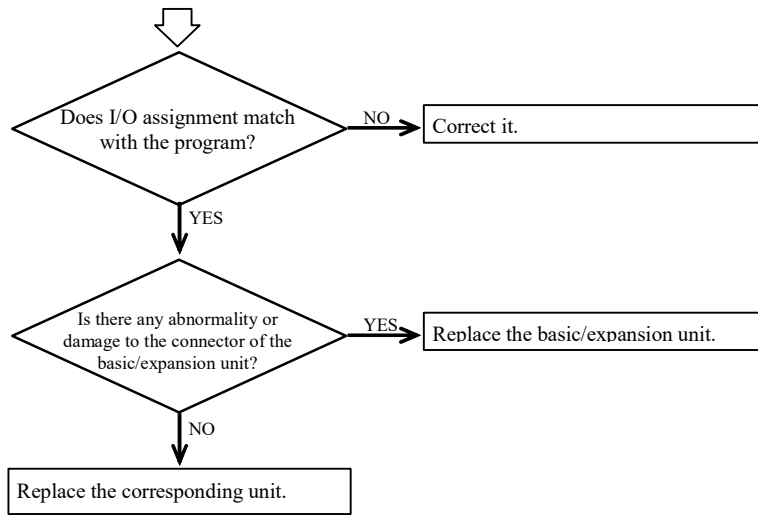 Does I/O assignment match
with the program?
NO
Correct it.
YES
Is there any abnormality or
damage to the connector of the
basic/expansion unit?
YES
Replace the basic/expansion unit.
NO
Replace the corresponding unit.